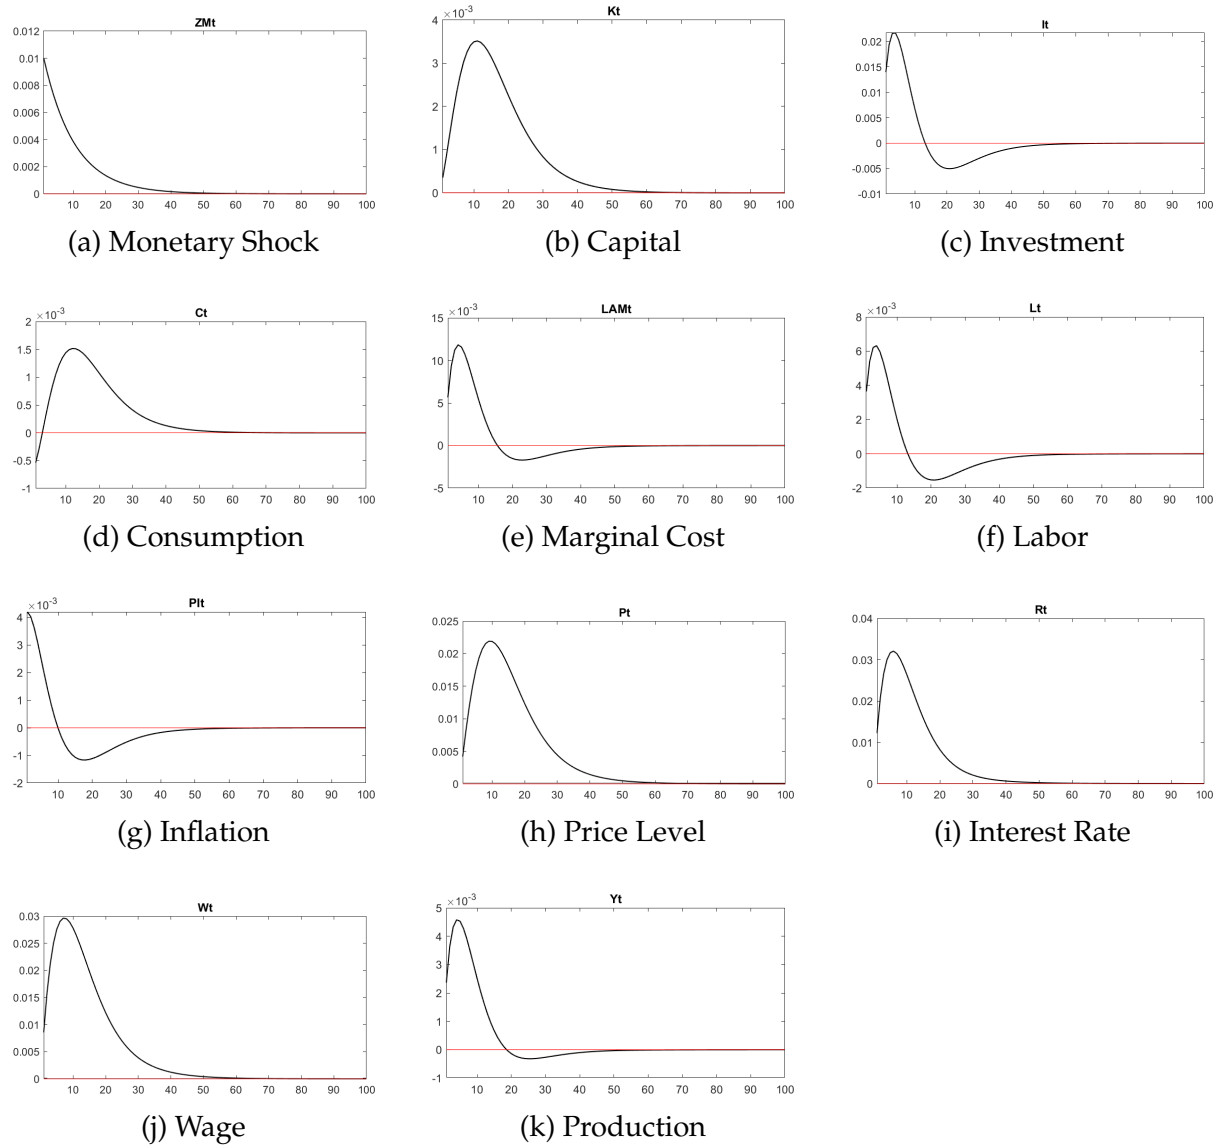 ZMt
0.012
0.01
0.008
0.006
0.004
0.002
0
10 20 30 40 50 60 70 80 90 100
(a) Monetary Shock
×10⁻³
Kt
4
3
2
1
0
10 20 30 40 50 60 70 80 90 100
(b) Capital
It
0.02
0.015
0.01
0.005
0
-0.005
-0.01
10 20 30 40 50 60 70 80 90 100
(c) Investment
×10⁻³
Ct
2
1.5
1
0.5
0
-0.5
-1
10 20 30 40 50 60 70 80 90 100
(d) Consumption
×10⁻³
LAMt
15
10
5
0
-5
10 20 30 40 50 60 70 80 90 100
(e) Marginal Cost
×10⁻³
Lt
8
6
4
2
0
-2
10 20 30 40 50 60 70 80 90 100
(f) Labor
×10⁻³
PIt
4
3
2
1
0
-1
-2
10 20 30 40 50 60 70 80 90 100
(g) Inflation
Pt
0.025
0.02
0.015
0.01
0.005
0
10 20 30 40 50 60 70 80 90 100
(h) Price Level
Rt
0.04
0.03
0.02
0.01
0
10 20 30 40 50 60 70 80 90 100
(i) Interest Rate
Wt
0.03
0.025
0.02
0.015
0.01
0.005
0
10 20 30 40 50 60 70 80 90 100
(j) Wage
×10⁻³
Yt
5
4
3
2
1
0
-1
10 20 30 40 50 60 70 80 90 100
(k) Production